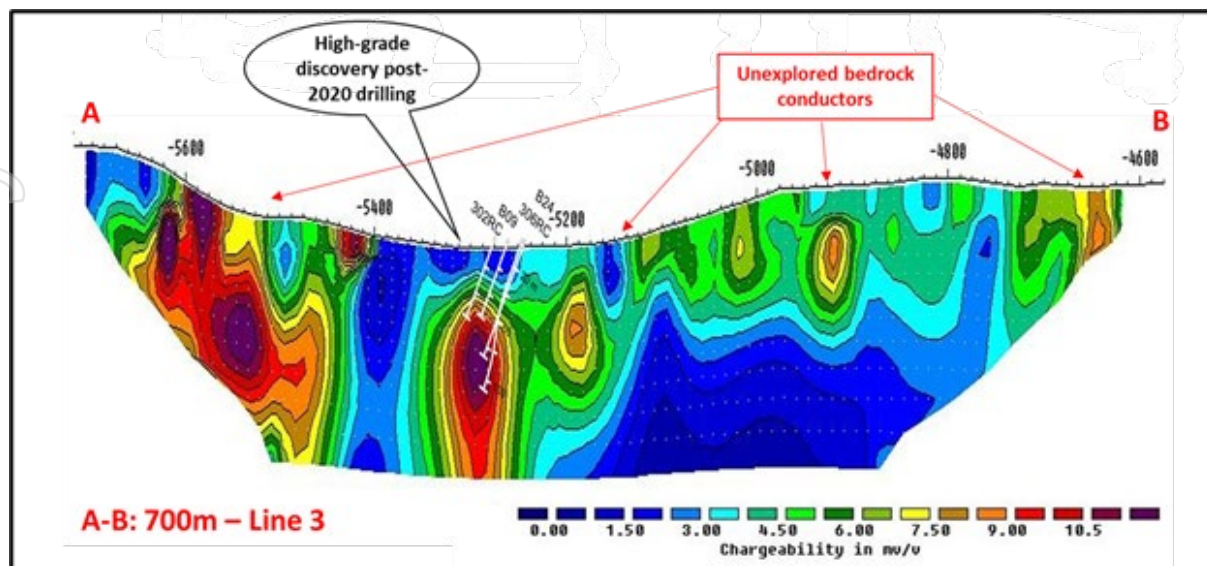 High-grade
discovery post-
2020 drilling
Unexplored bedrock
conductors
A
B
-5600
-5400
-5200
-5000
-4800
-4600
302RC
B09
306RC
B24
A-B: 700m – Line 3
0.00 1.50 3.00 4.50 6.00 7.50 9.00 10.5
Chargeability in mv/v